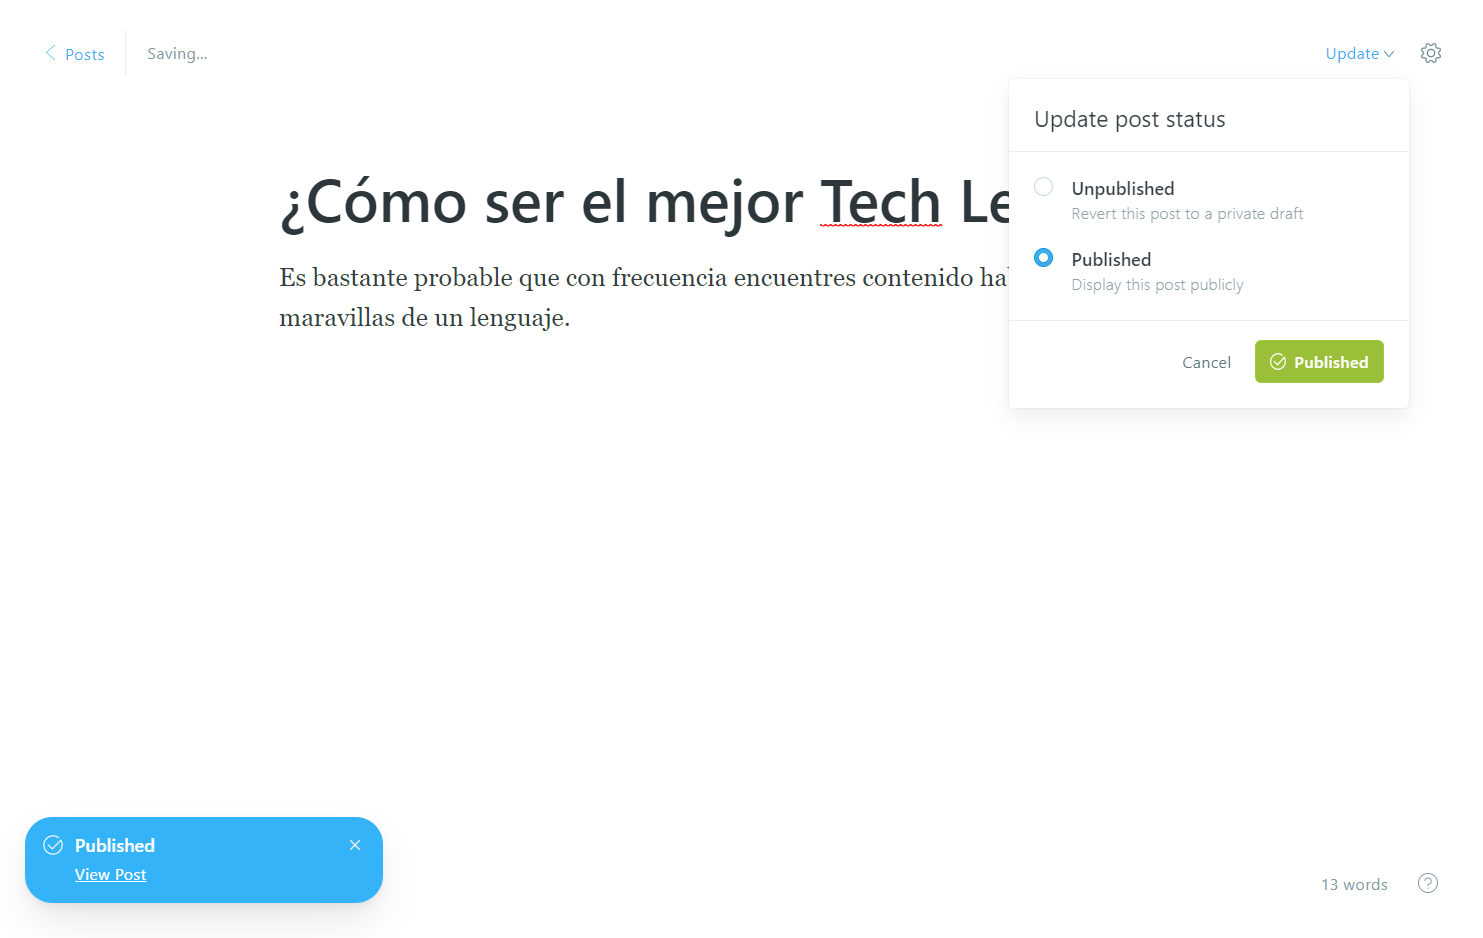 Posts
Saving...
Update
Update post status
¿Cómo ser el mejor Tech
Unpublished
Revert this post to a private draft
Es bastante probable que con frecuencia encuentres contenido
Published
Display this post publicly
maravillas de un lenguaje.
Cancel
Published
Published
View Post
13 words